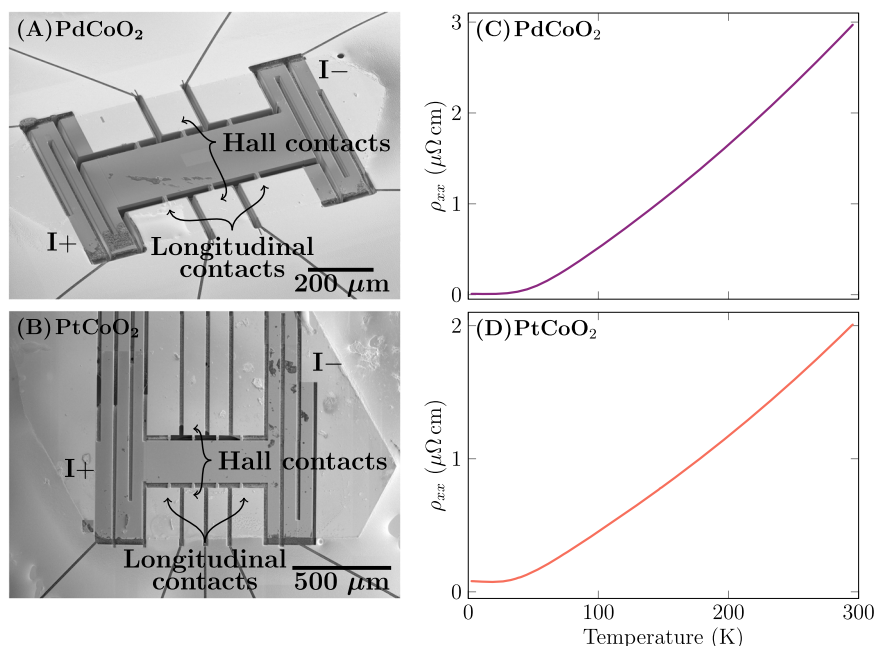 (A) PdCoO₂
I−
Hall contacts
I+
Longitudinal
contacts
200 μm
(B) PtCoO₂
I−
I+
Hall contacts
Longitudinal
contacts
500 μm
(C) PdCoO₂
3
2
1
0
ρxx (μΩ cm)
(D) PtCoO₂
2
1
0
ρxx (μΩ cm)
0 100 200 300
Temperature (K)